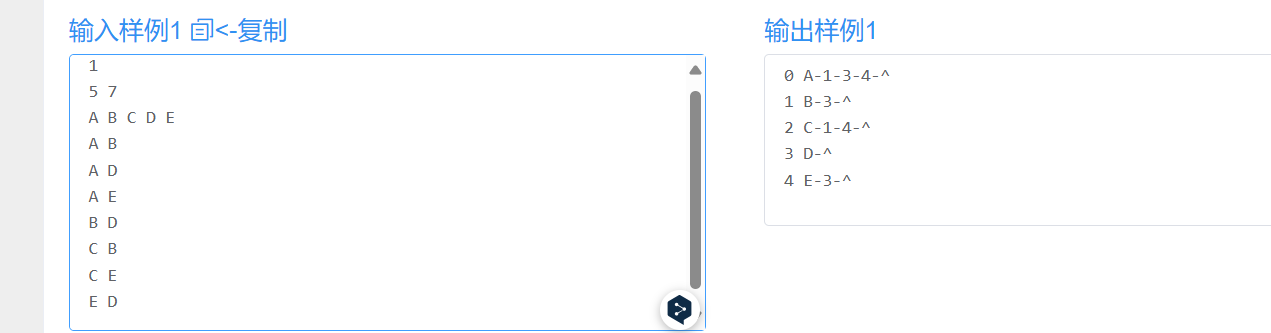 输入样例1 <-复制
1
5 7
A B C D E
A B
A D
A E
B D
C B
C E
E D
输出样例1
0 A-1-3-4-^
1 B-3-^
2 C-1-4-^
3 D-^
4 E-3-^